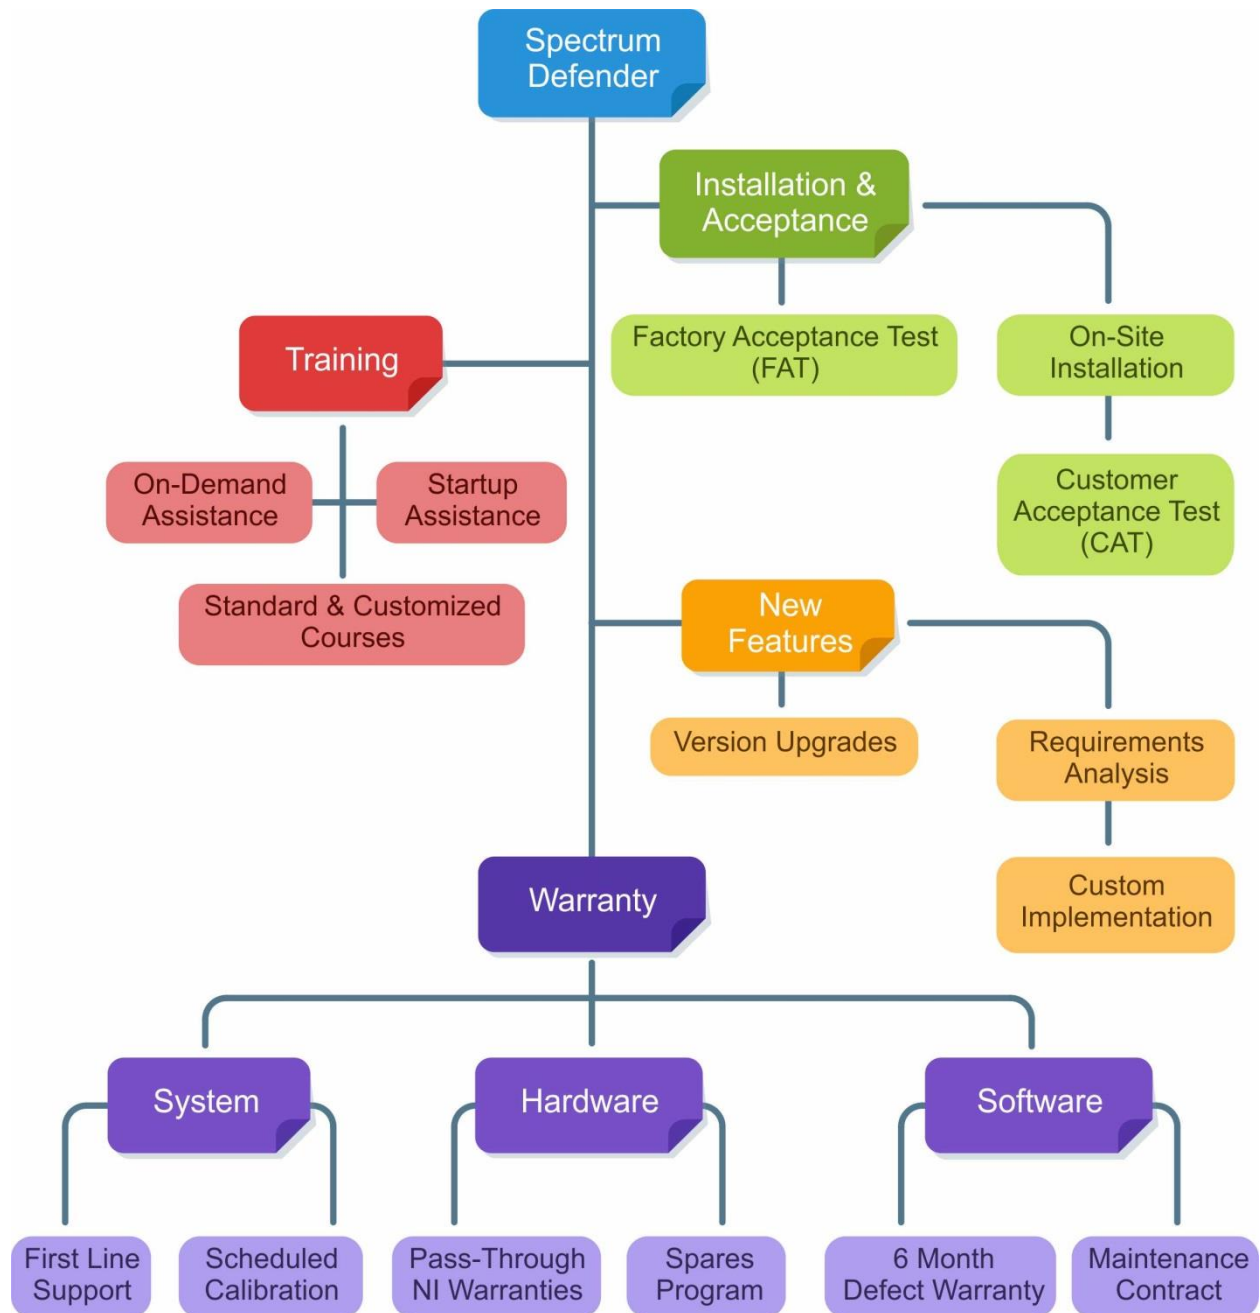 Spectrum
Defender
Installation &
Acceptance
Factory Acceptance Test
(FAT)
On-Site
Installation
Customer
Acceptance Test
(CAT)
Training
On-Demand
Assistance
Startup
Assistance
Standard & Customized
Courses
New
Features
Version Upgrades
Requirements
Analysis
Custom
Implementation
Warranty
System
First Line
Support
Scheduled
Calibration
Hardware
Pass-Through
NI Warranties
Spares
Program
Software
6 Month
Defect Warranty
Maintenance
Contract